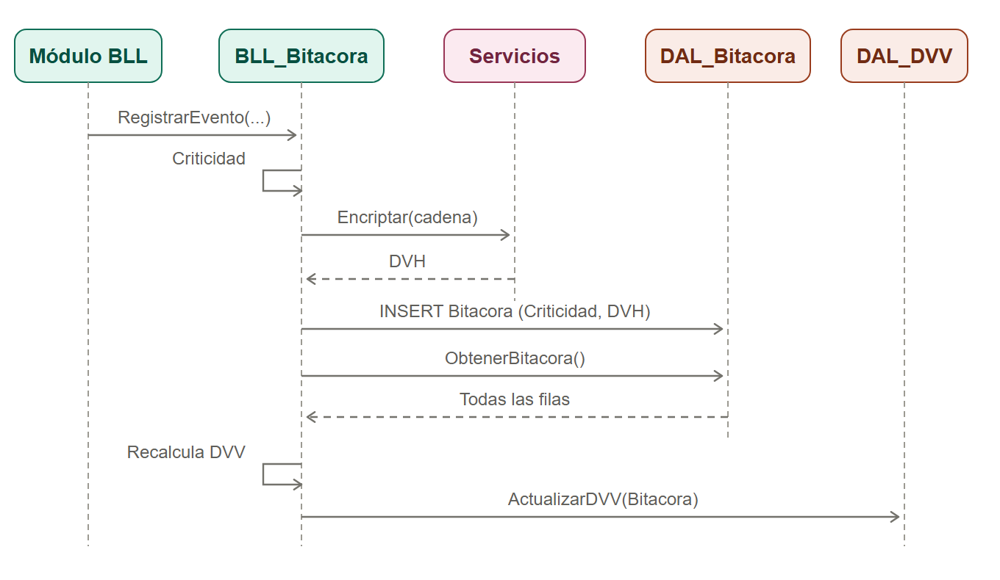 Módulo BLL
BLL_Bitacora
Servicios
DAL_Bitacora
DAL_DVV
RegistrarEvento(...)
Criticidad
Encriptar(cadena)
DVH
INSERT Bitacora (Criticidad, DVH)
ObtenerBitacora()
Todas las filas
Recalcula DVV
ActualizarDVV(Bitacora)